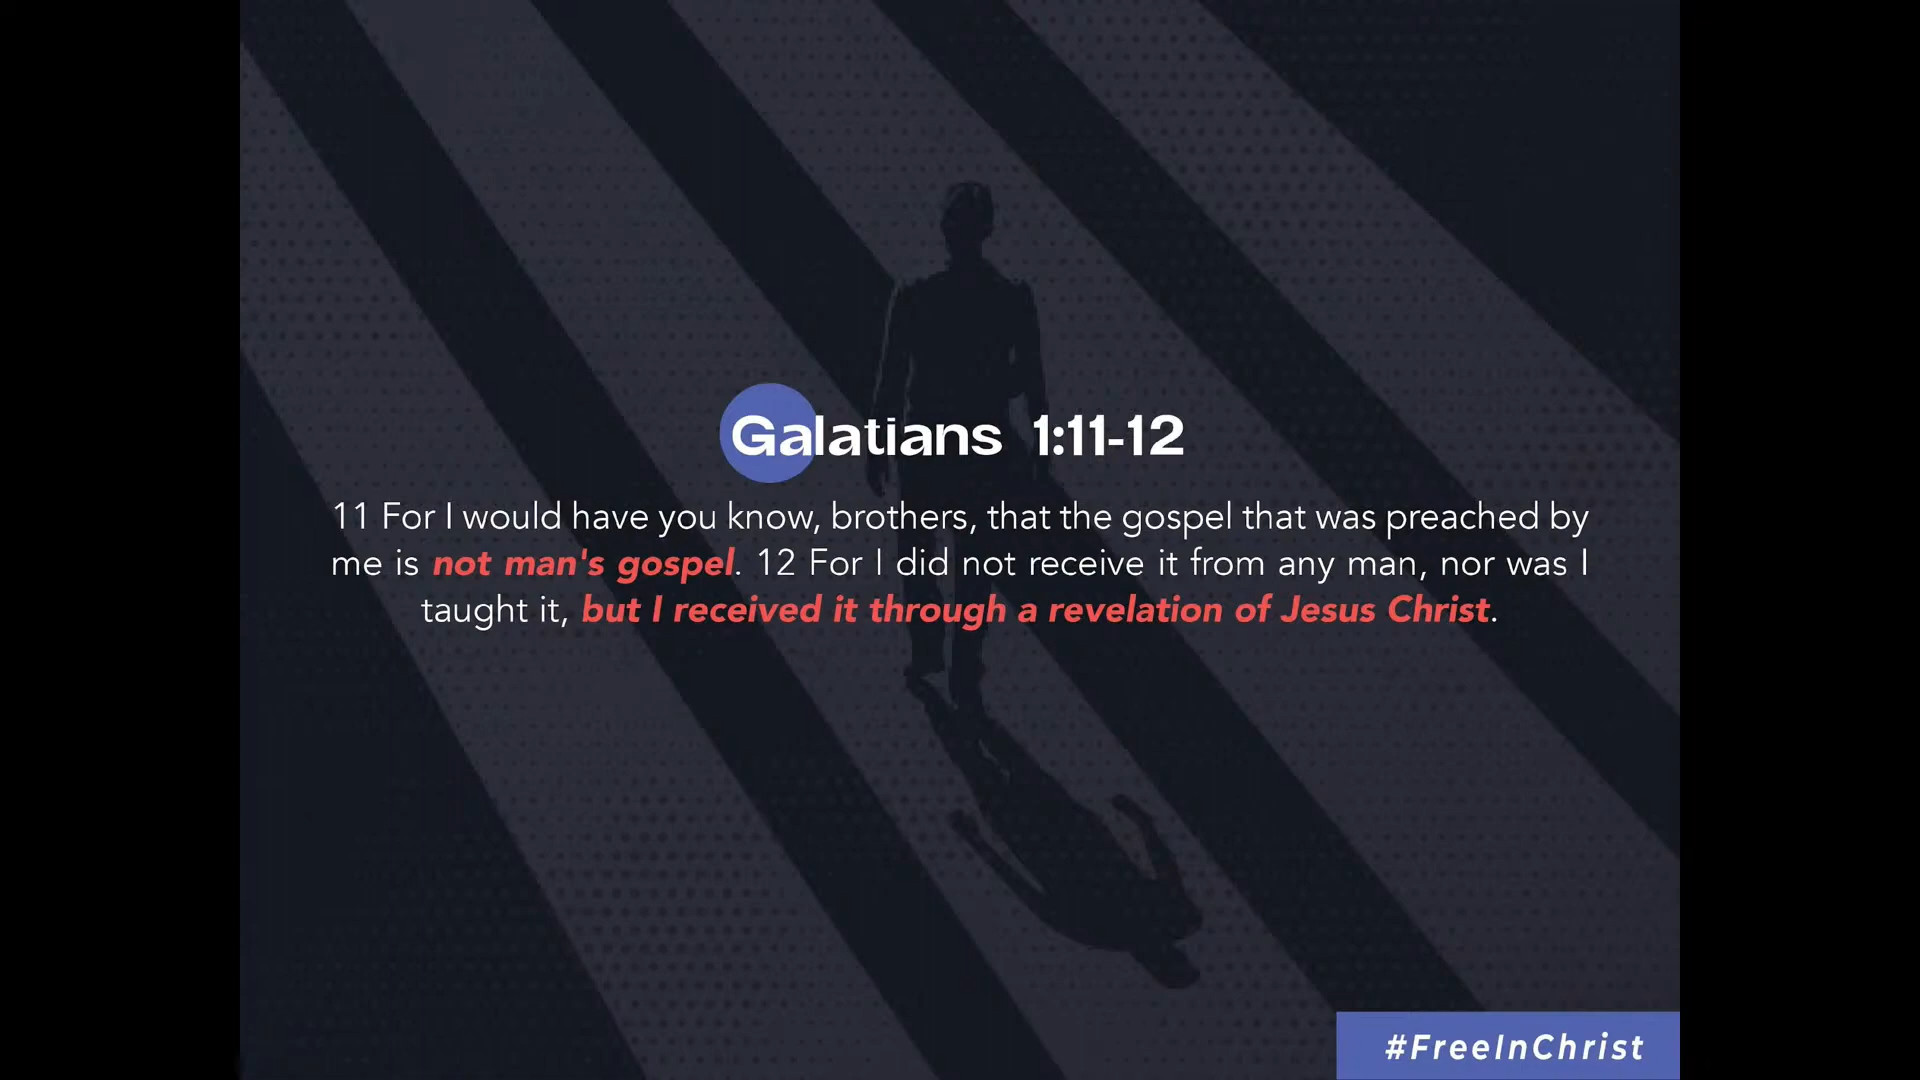 Galatians 1:11-12
11 For I would have you know, brothers, that the gospel that was preached by
me is not man's gospel. 12 For I did not receive it from any man, nor was I
taught it, but I received it through a revelation of Jesus Christ.
#FreeInChrist